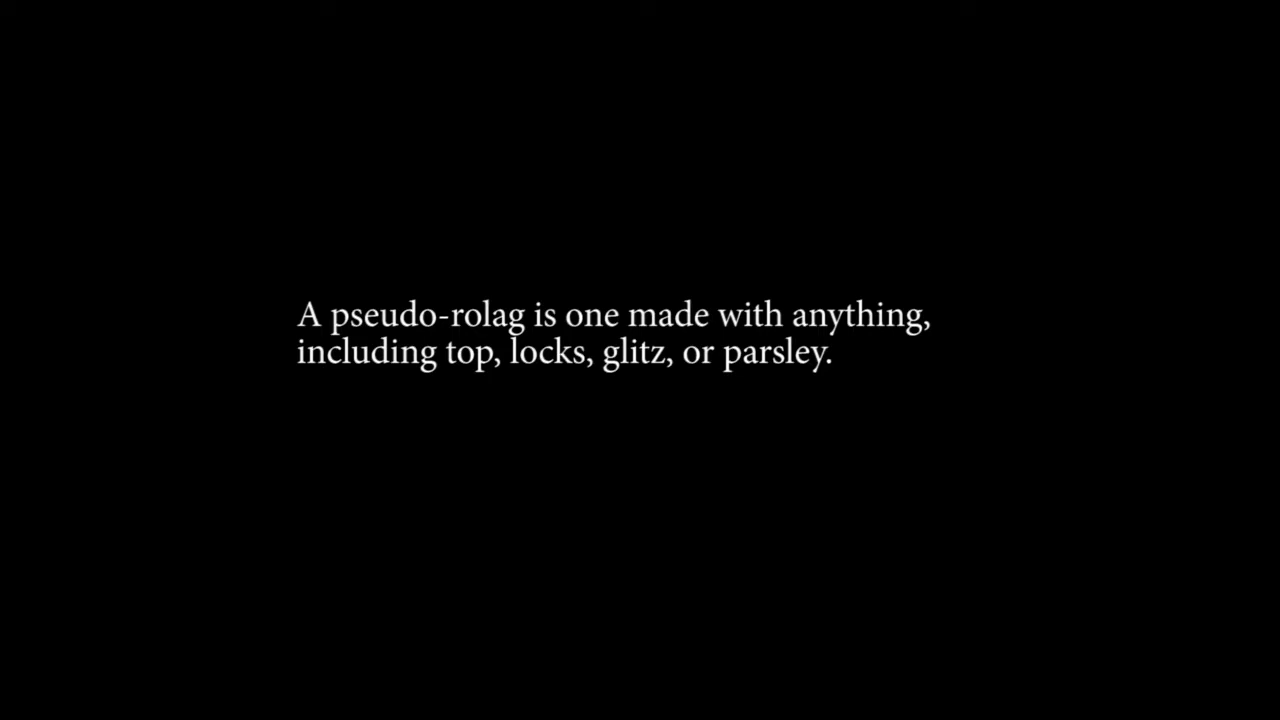 A pseudo-rolag is one made with anything,
including top, locks, glitz, or parsley.